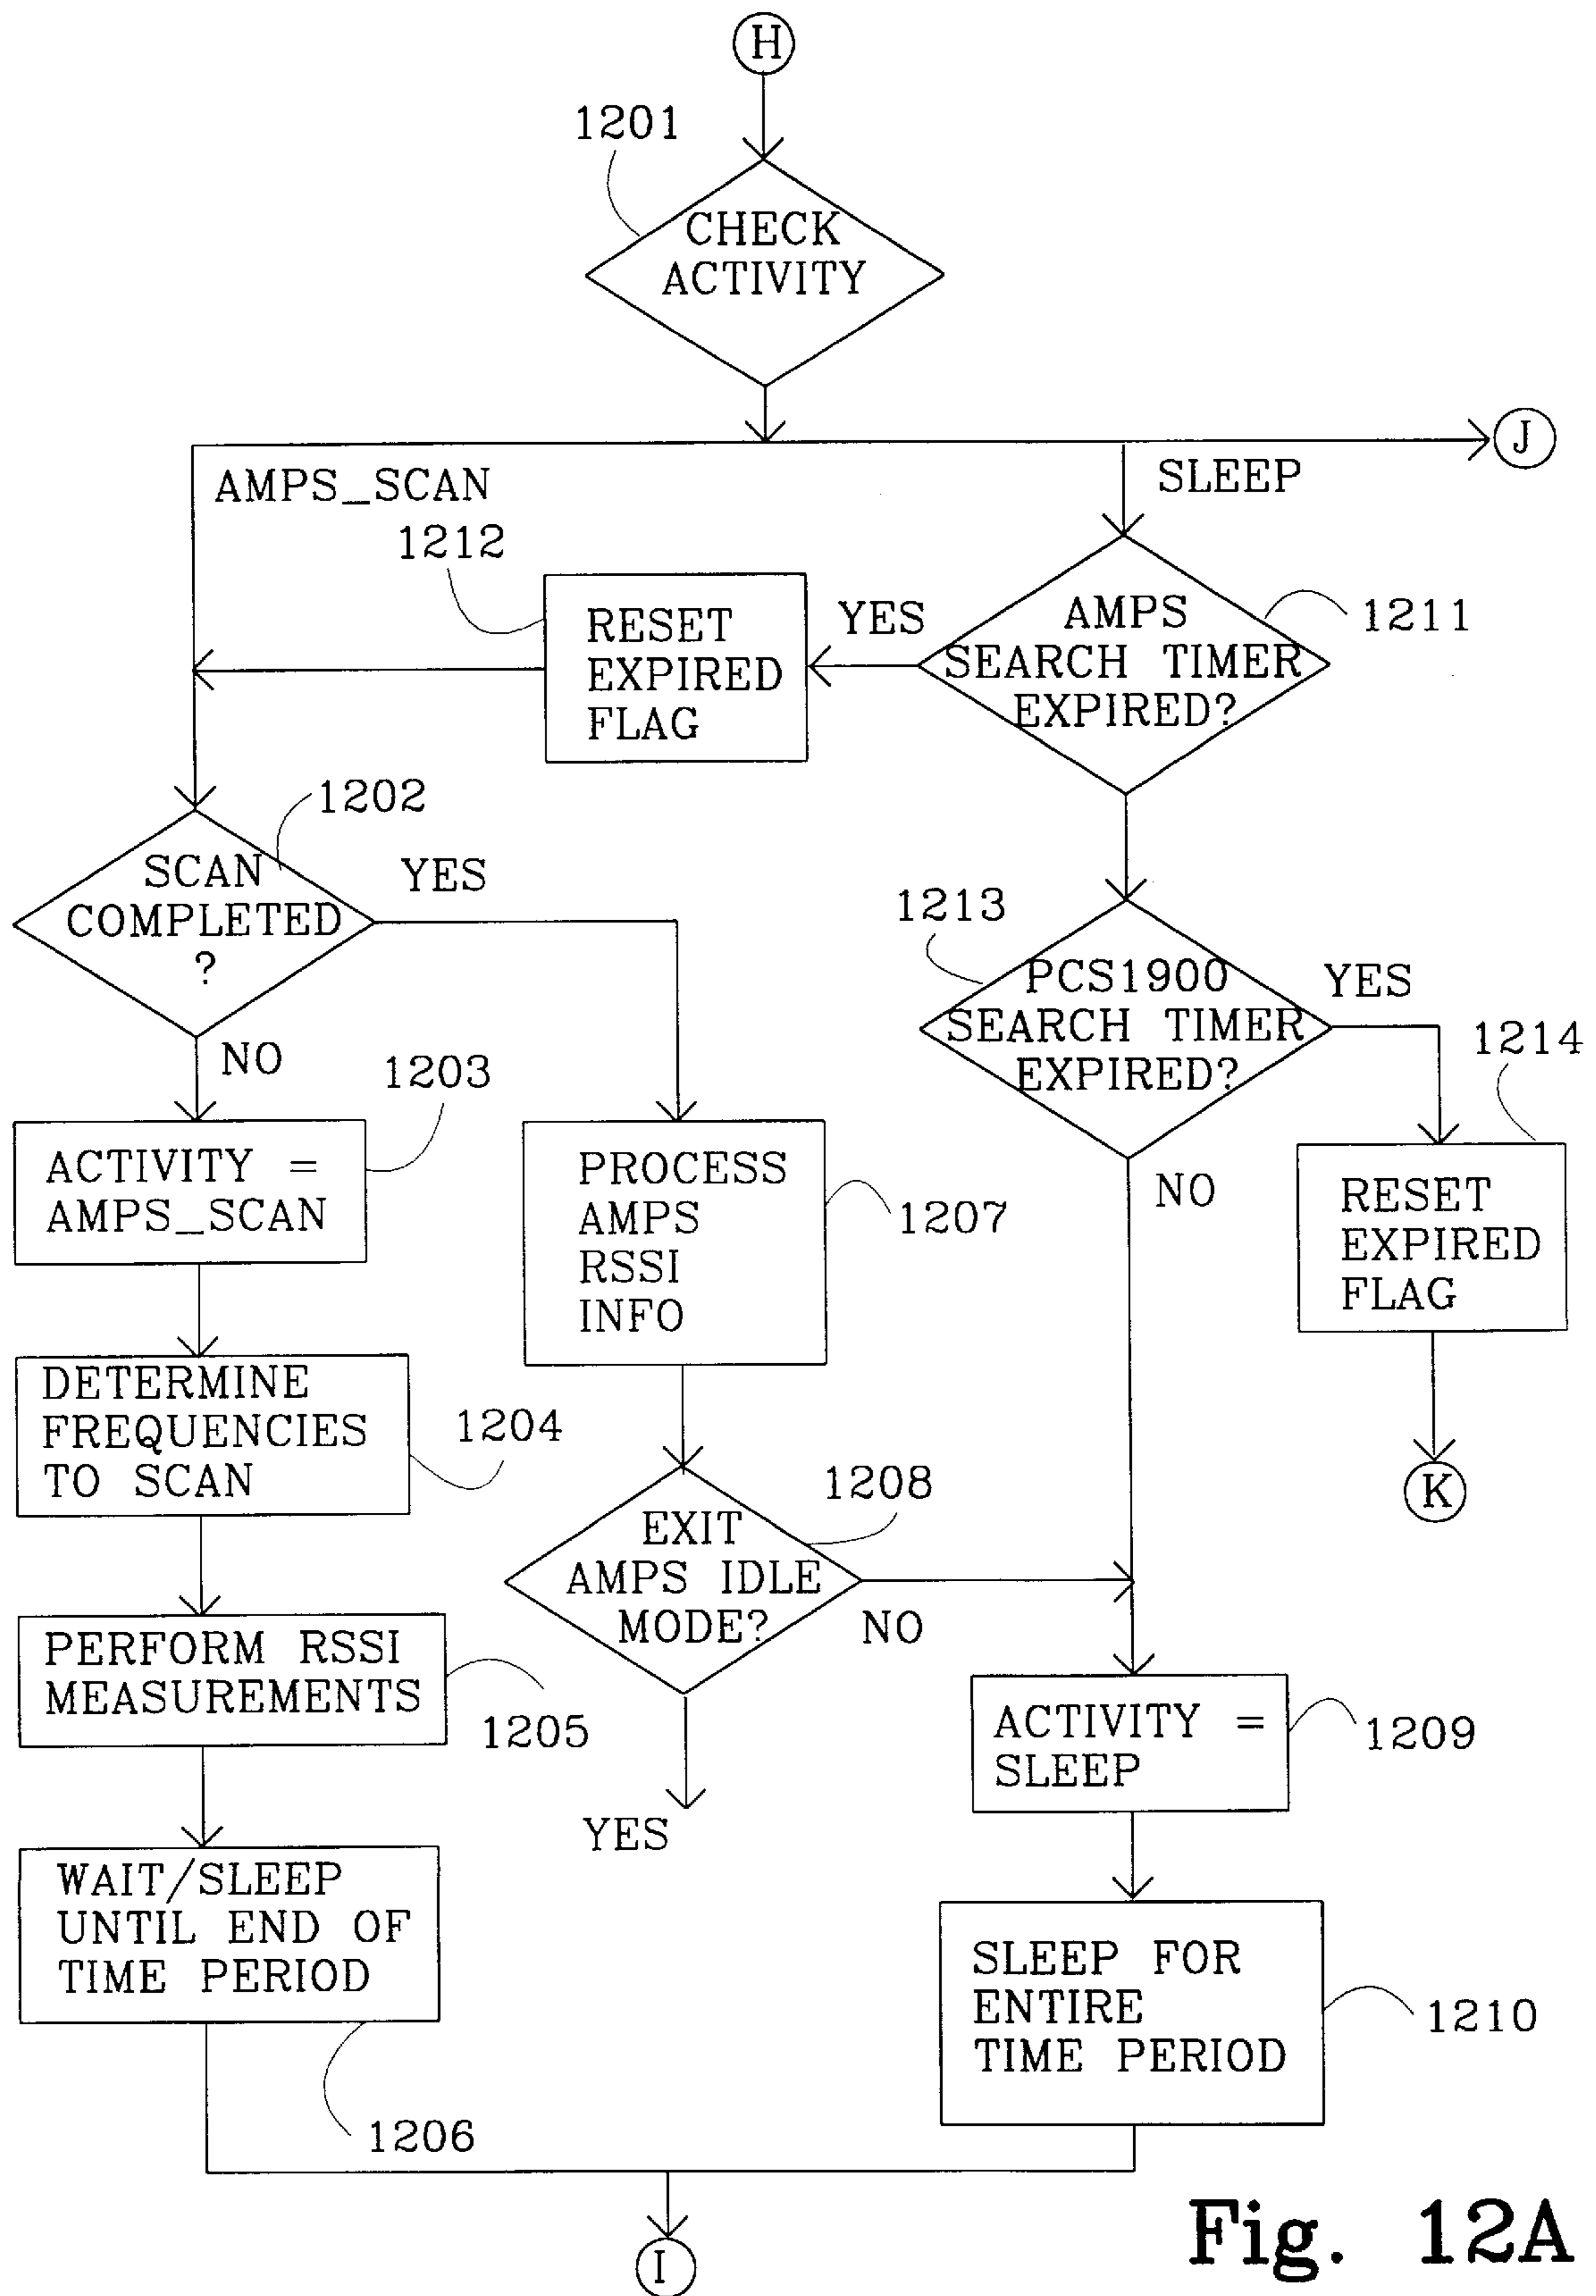 H
1201
CHECK
ACTIVITY
J
AMPS_SCAN
SLEEP
1212
RESET
EXPIRED
FLAG
YES
AMPS
SEARCH TIMER
EXPIRED?
1211
1202
SCAN
COMPLETED
?
YES
NO
1213
PCS1900
SEARCH TIMER
EXPIRED?
YES
NO
1214
RESET
EXPIRED
FLAG
K
1203
ACTIVITY =
AMPS_SCAN
PROCESS
AMPS
RSSI
INFO
1207
DETERMINE
FREQUENCIES
TO SCAN
1204
1208
EXIT
AMPS IDLE
MODE?
NO
YES
PERFORM RSSI
MEASUREMENTS
1205
ACTIVITY =
SLEEP
1209
WAIT/SLEEP
UNTIL END OF
TIME PERIOD
1206
SLEEP FOR
ENTIRE
TIME PERIOD
1210
I
Fig. 12A